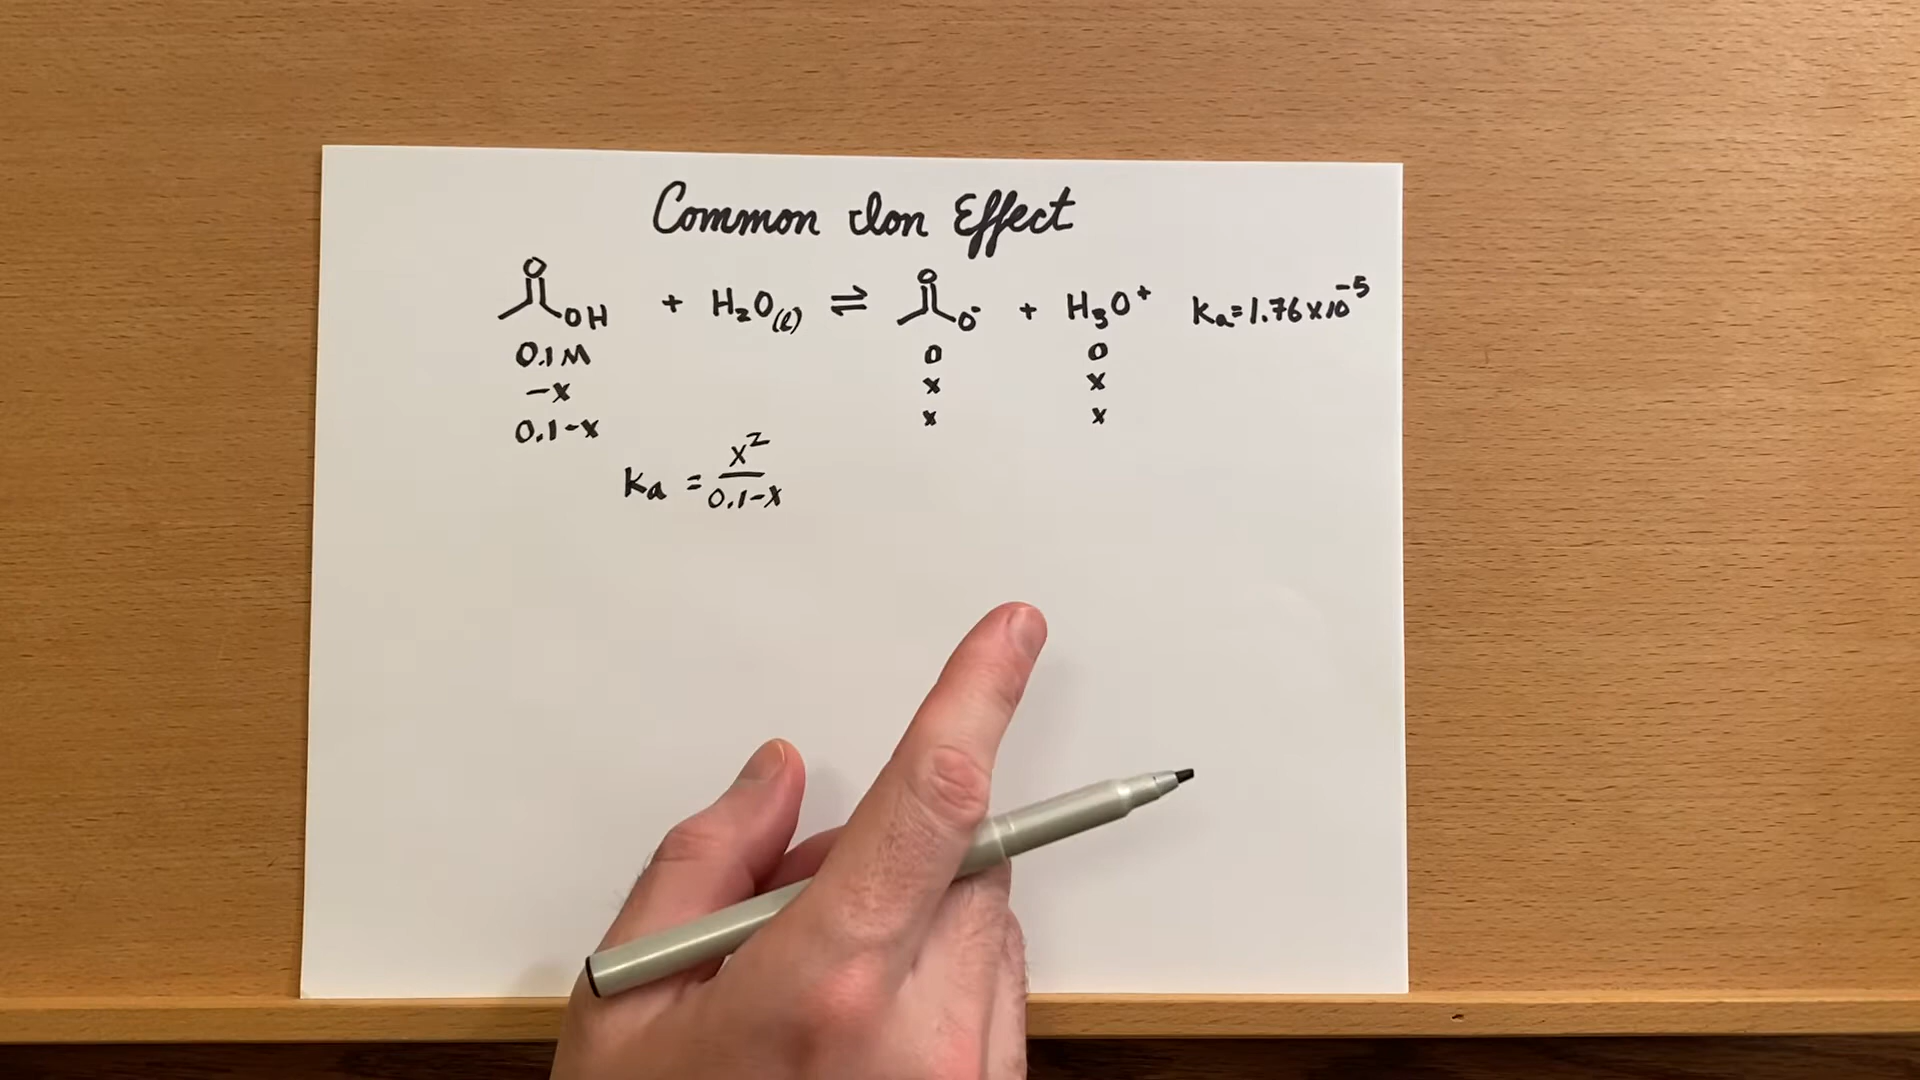 Common Ion Effect
O O
OH + H₂O(l) ⇌ O⁻ + H₃O⁺ Ka=1.76x10⁻⁵
0.1M 0 0
-x x x
0.1-x x x
Ka = x²/0.1-x